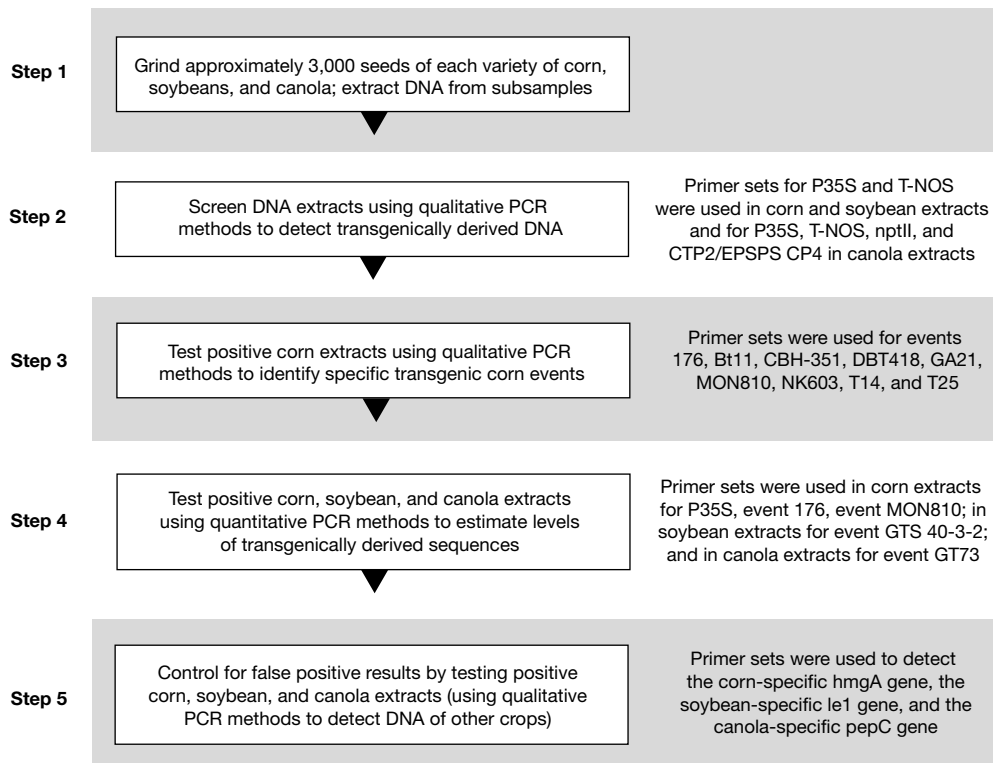 Step 1
Grind approximately 3,000 seeds of each variety of corn,
soybeans, and canola; extract DNA from subsamples
Step 2
Screen DNA extracts using qualitative PCR
methods to detect transgenically derived DNA
Primer sets for P35S and T-NOS
were used in corn and soybean extracts
and for P35S, T-NOS, nptII, and
CTP2/EPSPS CP4 in canola extracts
Step 3
Test positive corn extracts using qualitative PCR
methods to identify specific transgenic corn events
Primer sets were used for events
176, Bt11, CBH-351, DBT418, GA21,
MON810, NK603, T14, and T25
Step 4
Test positive corn, soybean, and canola extracts
using quantitative PCR methods to estimate levels
of transgenically derived sequences
Primer sets were used in corn extracts
for P35S, event 176, event MON810; in
soybean extracts for event GTS 40-3-2;
and in canola extracts for event GT73
Step 5
Control for false positive results by testing positive
corn, soybean, and canola extracts (using qualitative
PCR methods to detect DNA of other crops)
Primer sets were used to detect
the corn-specific hmgA gene, the
soybean-specific le1 gene, and the
canola-specific pepC gene